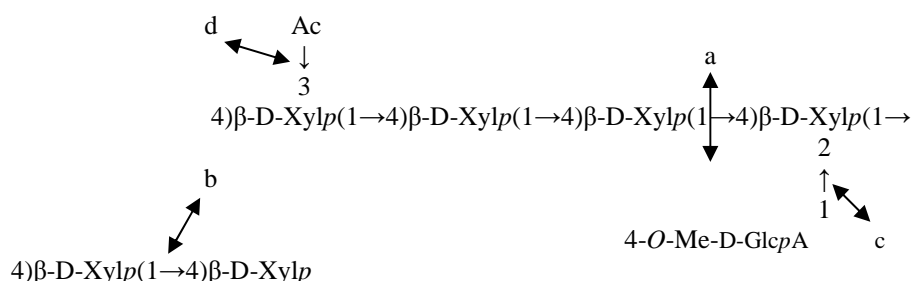 d Ac
↓ a
3
4)β-D-Xylp(1→4)β-D-Xylp(1→4)β-D-Xylp(1→4)β-D-Xylp(1→
2
b ↑
1
4-O-Me-D-GlcpA c
4)β-D-Xylp(1→4)β-D-Xylp